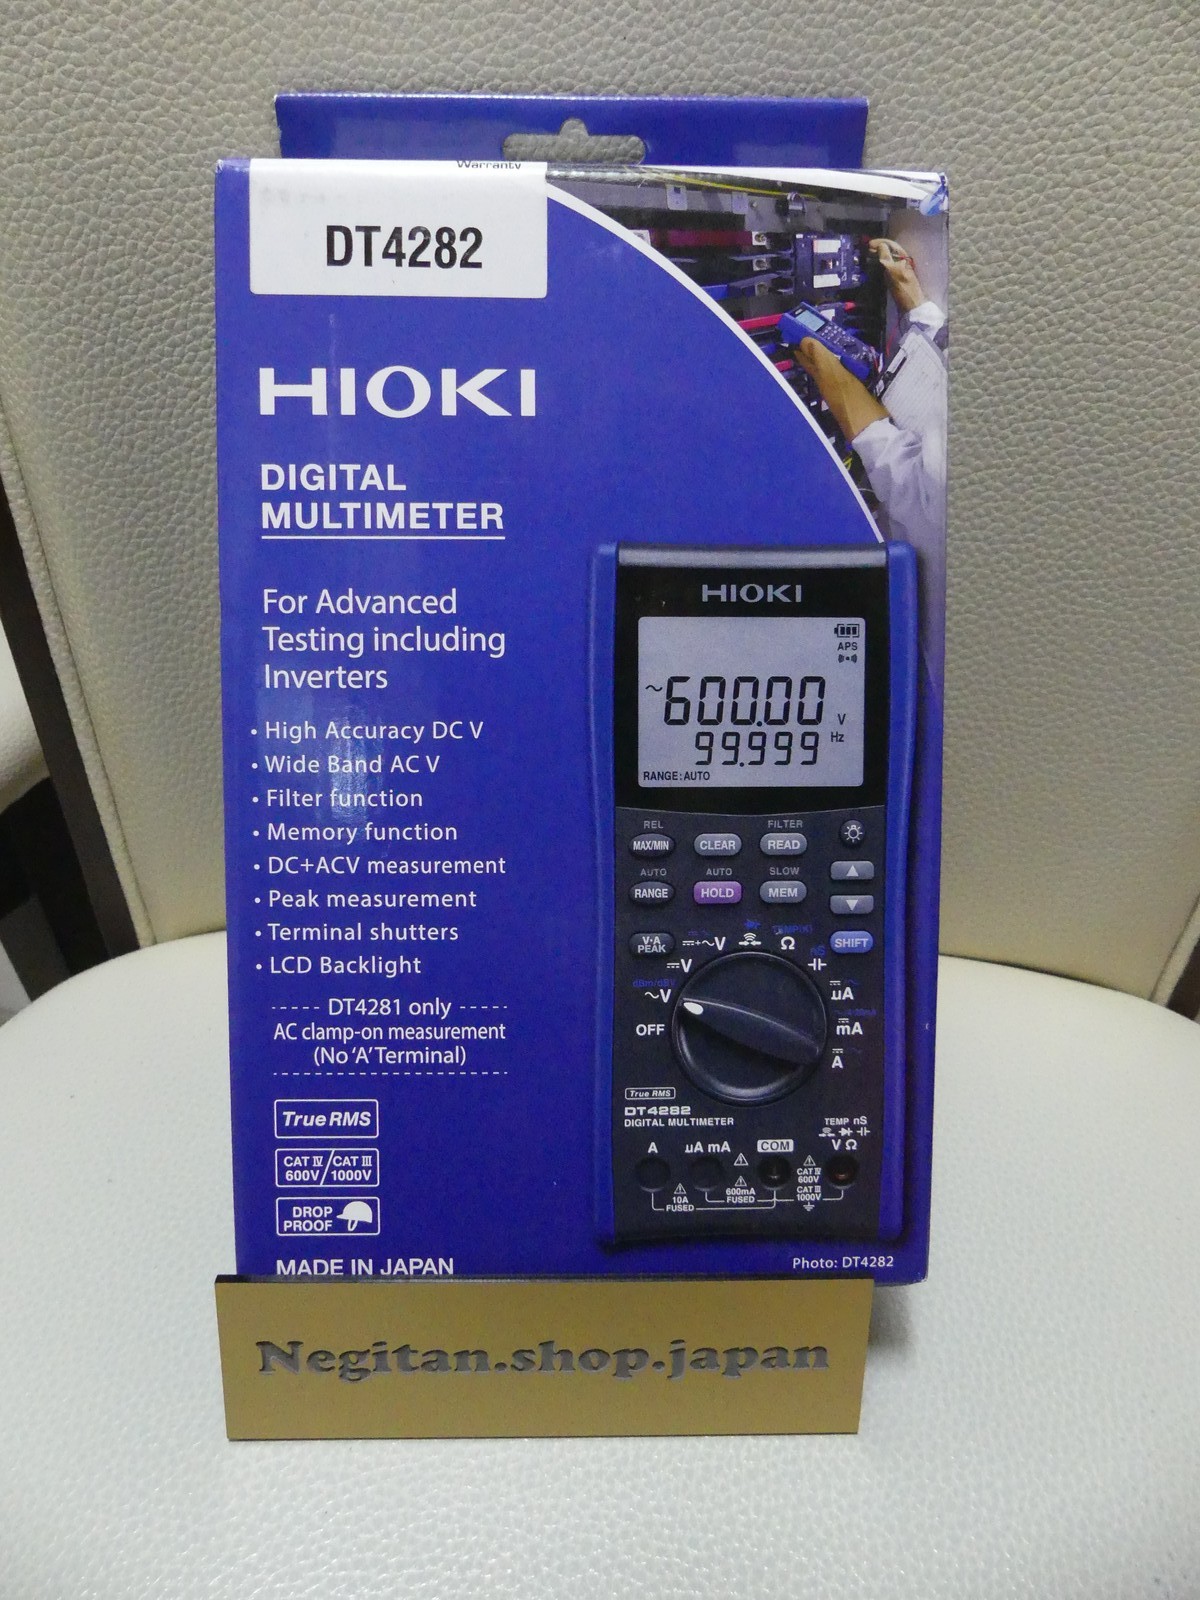 Warranty
DT4282
HIOKI
DIGITAL
MULTIMETER
For Advanced
Testing including
Inverters
• High Accuracy DC V
• Wide Band AC V
• Filter function
• Memory function
• DC+ACV measurement
• Peak measurement
• Terminal shutters
• LCD Backlight
----- DT4281 only -----
AC clamp-on measurement
(No 'A' Terminal)
True RMS
CAT IV / CAT III
600V / 1000V
DROP
PROOF
MADE IN JAPAN
HIOKI
APS
~600.00 V
99.999 Hz
RANGE:AUTO
REL FILTER
MAX/MIN CLEAR READ
AUTO AUTO SLOW
RANGE HOLD MEM
▲
▼
V·A
PEAK
SHIFT
⎓+~V
Ω
TEMP(K)
nS
⎓V
dBm/dBV
~V
OFF
µA
mA
A
True RMS
DT4282
DIGITAL MULTIMETER
TEMP nS
V Ω
A µA mA COM
10A
FUSED
600mA
FUSED
CAT IV
600V
CAT III
1000V
Photo: DT4282
Negitan.shop.japan